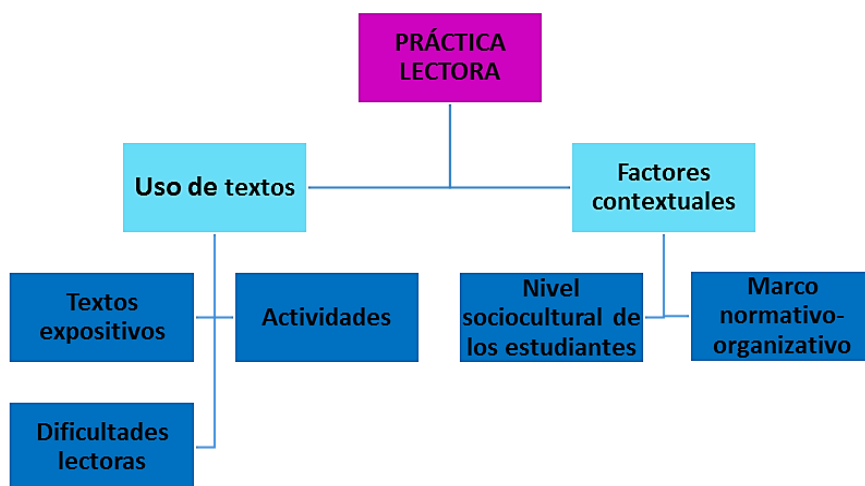 PRÁCTICA
LECTORA
Uso de textos
Factores
contextuales
Textos
expositivos
Actividades
Nivel
sociocultural de
los estudiantes
Marco
normativo-
organizativo
Dificultades
lectoras